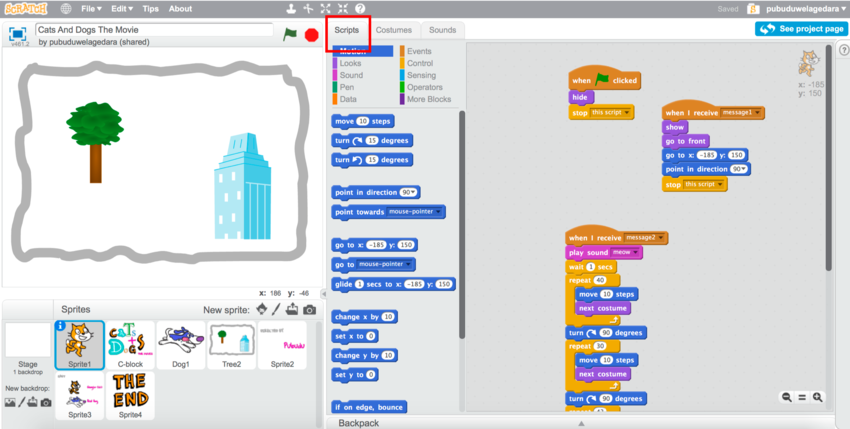 SCRATCH File Edit Tips About Saved pubuduwelagedara
v461.2 Cats And Dogs The Movie
by pubuduwelagedara (shared)
Scripts Costumes Sounds
See project page
Motion Events
Looks Control
Sound Sensing
Pen Operators
Data More Blocks
move 10 steps
turn 15 degrees
turn 15 degrees
point in direction 90
point towards mouse-pointer
go to x: -185 y: 150
go to mouse-pointer
glide 1 secs to x: -185 y: 150
change x by 10
set x to 0
change y by 10
set y to 0
if on edge, bounce
when clicked
hide
stop this script
when I receive message1
show
go to front
go to x: -185 y: 150
point in direction 90
stop this script
when I receive message2
play sound meow
wait 1 secs
repeat 40
move 10 steps
next costume
turn 90 degrees
repeat 30
move 10 steps
next costume
turn 90 degrees
x: -185
y: 150
x: 186 y: -46
Sprites New sprite:
Stage
1 backdrop
New backdrop:
Sprite1
CATS + DOGS
C-block
Dog1
Tree2
Sprite2
Sprite3
THE END
Sprite4
Backpack